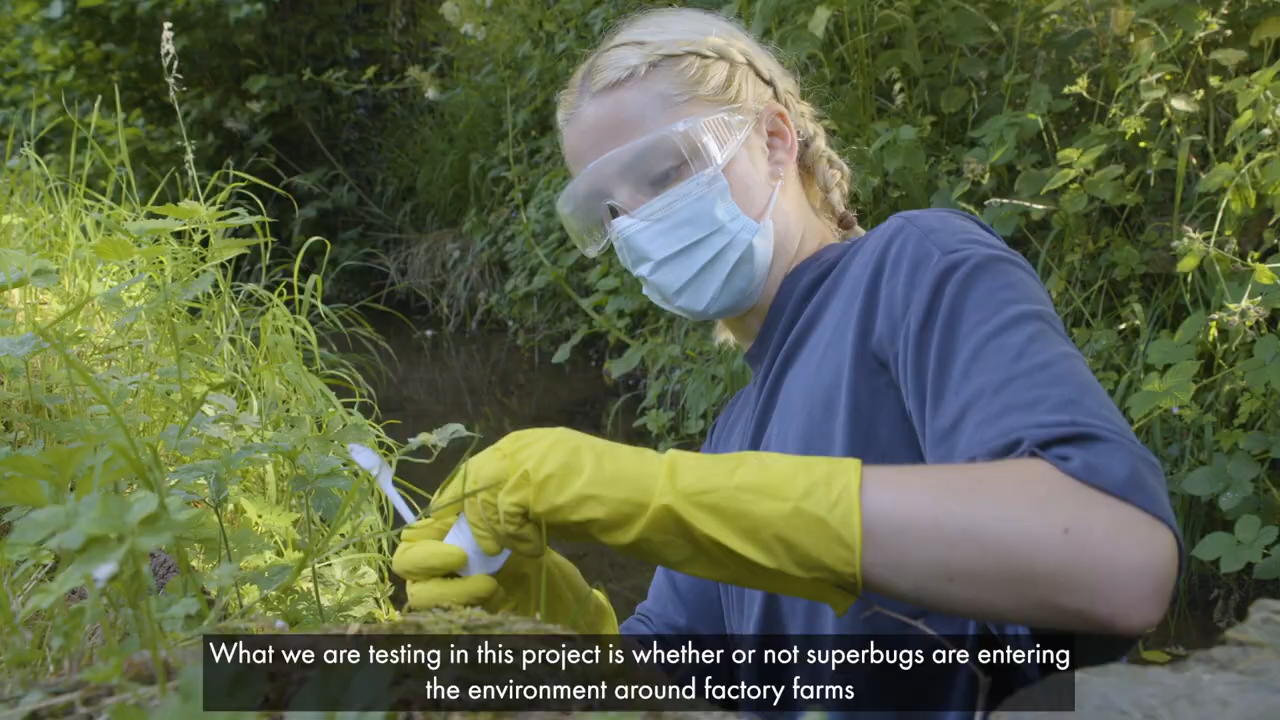 What we are testing in this project is whether or not superbugs are entering
the environment around factory farms